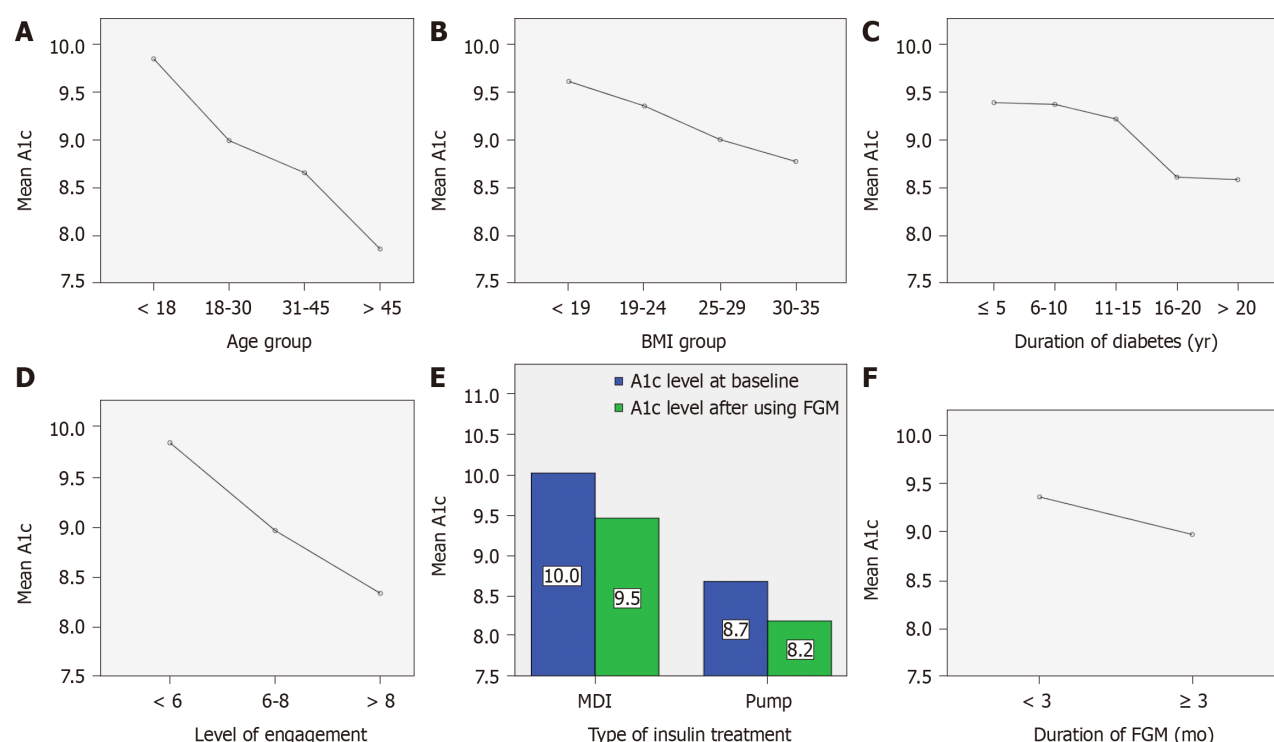 A
10.0
9.5
9.0
8.5
8.0
7.5
Mean A1c
< 18 18-30 31-45 > 45
Age group
B
10.0
9.5
9.0
8.5
8.0
7.5
Mean A1c
< 19 19-24 25-29 30-35
BMI group
C
10.0
9.5
9.0
8.5
8.0
7.5
Mean A1c
≤ 5 6-10 11-15 16-20 > 20
Duration of diabetes (yr)
D
10.0
9.5
9.0
8.5
8.0
7.5
Mean A1c
< 6 6-8 > 8
Level of engagement
E
A1c level at baseline
A1c level after using FGM
11.0
10.5
10.0
9.5
9.0
8.5
8.0
7.5
Mean A1c
10.0
9.5
8.7
8.2
MDI Pump
Type of insulin treatment
F
10.0
9.5
9.0
8.5
8.0
7.5
Mean A1c
< 3 ≥ 3
Duration of FGM (mo)